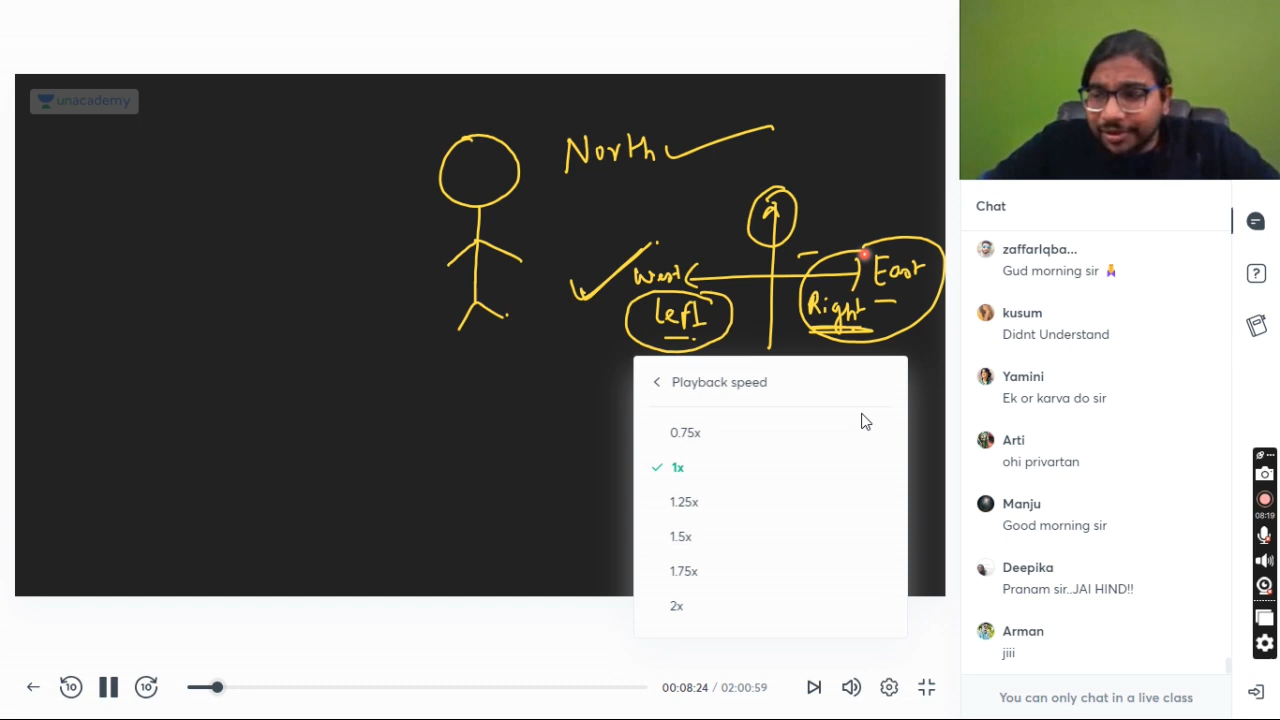 unacademy
North
West
East
left
Right
Playback speed
0.75x
1x
1.25x
1.5x
1.75x
2x
10
10
00:08:24 / 02:00:59
Chat
zaffarIqba...
Gud morning sir
kusum
Didnt Understand
Yamini
Ek or karva do sir
Arti
ohi privartan
Manju
Good morning sir
Deepika
Pranam sir..JAI HIND!!
Arman
jiii
You can only chat in a live class
08:19